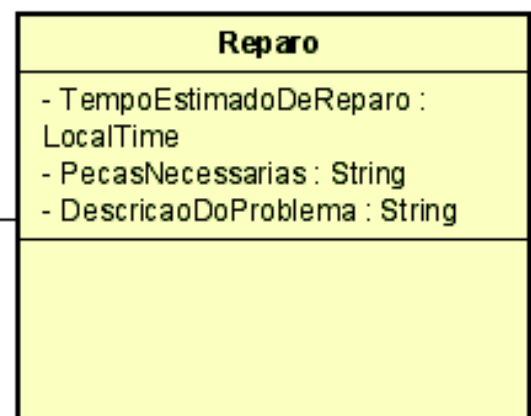 Reparo
- TempoEstimadoDeReparo :
LocalTime
- PecasNecessarias : String
- DescricaoDoProblema : String